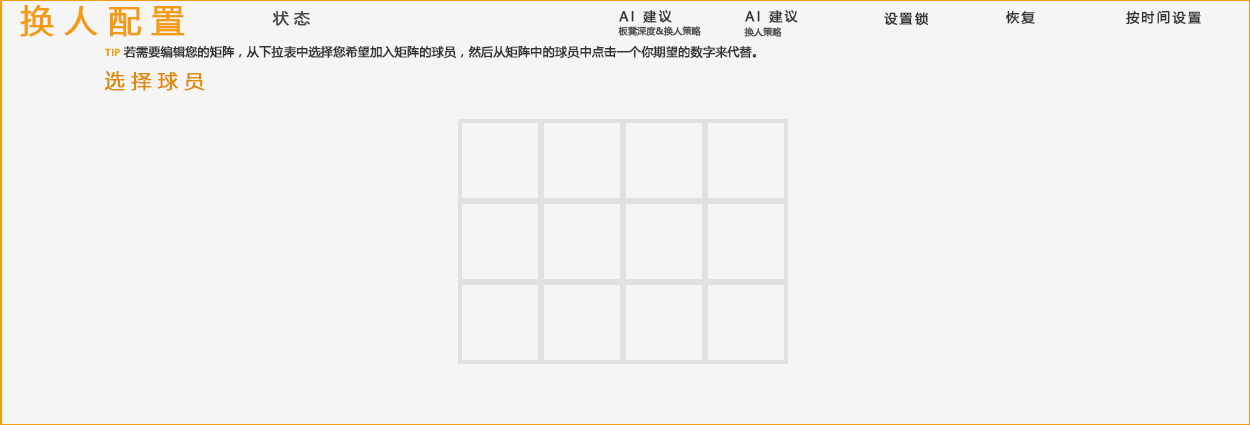 换人配置
状态
AI 建议
板凳深度&换人策略
AI 建议
换人策略
设置锁
恢复
按时间设置
TIP 若需要编辑您的矩阵，从下拉表中选择您希望加入矩阵的球员，然后从矩阵中的球员中点击一个你期望的数字来代替。
选择球员